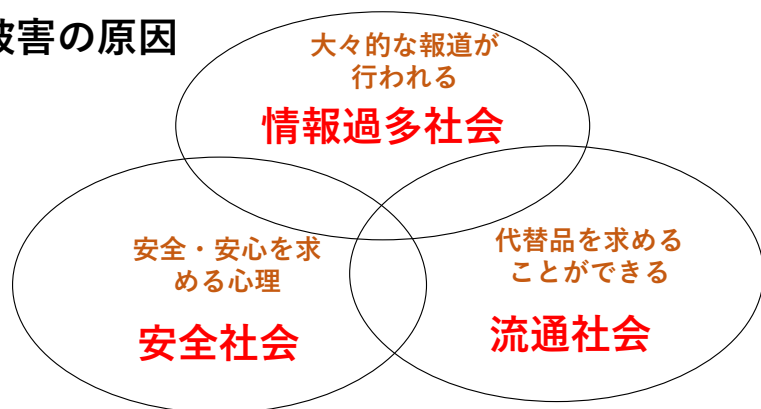 被害の原因
大々的な報道が
行われる
情報過多社会
安全・安心を求
める心理
安全社会
代替品を求める
ことができる
流通社会